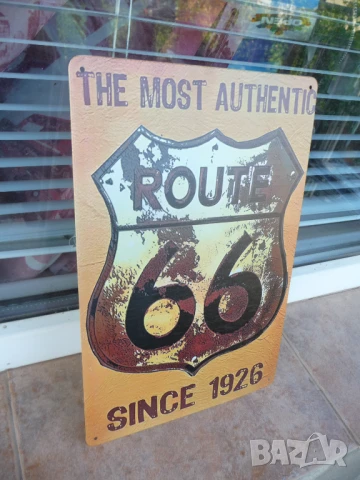 THE MOST AUTHENTIC
ROUTE
66
SINCE 1926
BAZAR